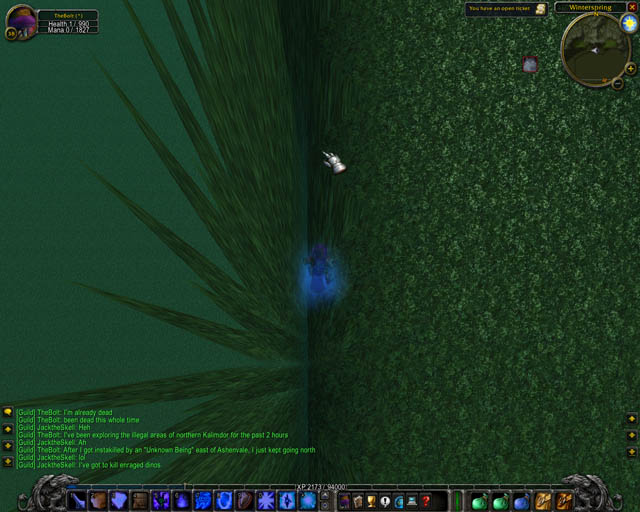 TheBolt (*)
Health 1 / 990
Mana 0 / 1827
38
You have an open ticket
Winterspring
N
[Guild] TheBolt: I'm already dead
[Guild] TheBolt: been dead this whole time
[Guild] JacktheSkell: Heh
[Guild] TheBolt: I've been exploring the illegal areas of northern Kalimdor for the past 2 hours
[Guild] JacktheSkell: Ah
[Guild] TheBolt: After I got instakilled by an "Unknown Being" east of Ashenvale, I just kept going north
[Guild] JacktheSkell: lol
[Guild] JacktheSkell: I've got to kill enraged dinos
XP 2173 / 94000